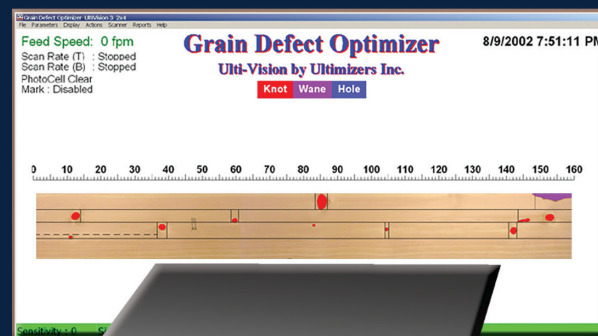 Grain Defect Optimizer UltiVision 3 2x4
File Parameters Display Actions Scanner Reports Help
Feed Speed: 0 fpm
Scan Rate (T) : Stopped
Scan Rate (B) : Stopped
PhotoCell Clear
Mark : Disabled
Grain Defect Optimizer
Ulti-Vision by Ultimizers Inc.
Knot Wane Hole
8/9/2002 7:51:11 PM
0 10 20 30 40 50 60 70 80 90 100 110 120 130 140 150 160
Sensitivity : 0